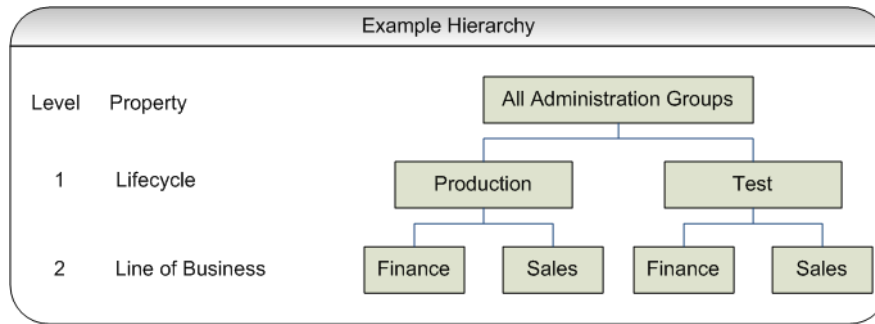 Example Hierarchy
Level Property All Administration Groups
1 Lifecycle Production Test
2 Line of Business Finance Sales Finance Sales